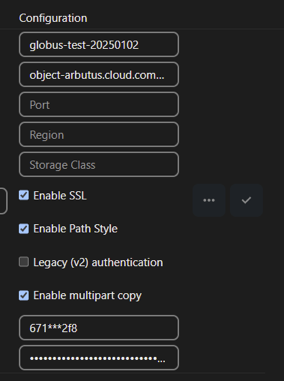 Configuration
globus-test-20250102
object-arbutus.cloud.com...
Port
Region
Storage Class
Enable SSL
Enable Path Style
Legacy (v2) authentication
Enable multipart copy
671***2f8
••••••••••••••••••••••••••••...